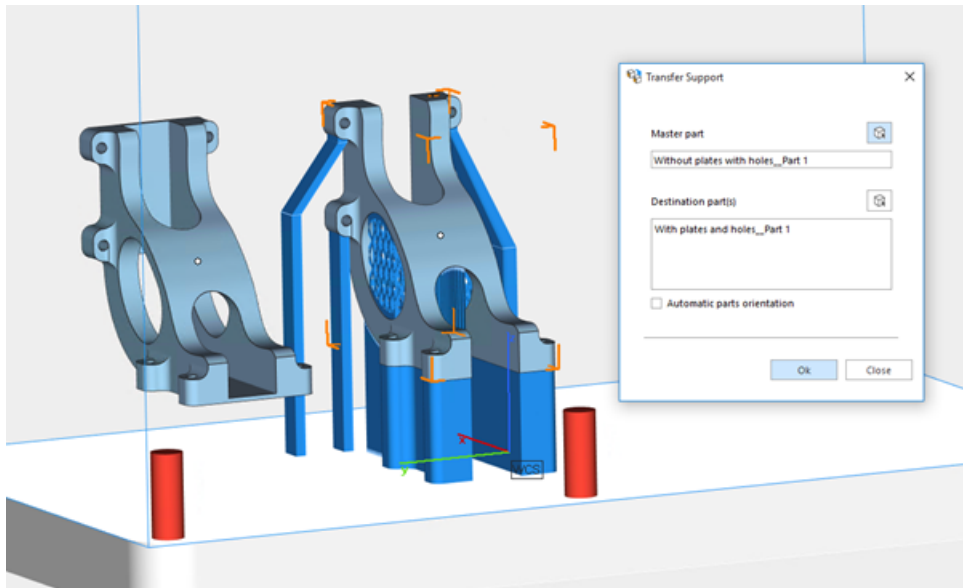 Transfer Support
Master part
Without plates with holes__Part 1
Destination part(s)
With plates and holes__Part 1
Automatic parts orientation
Ok
Close
x
y
WCS